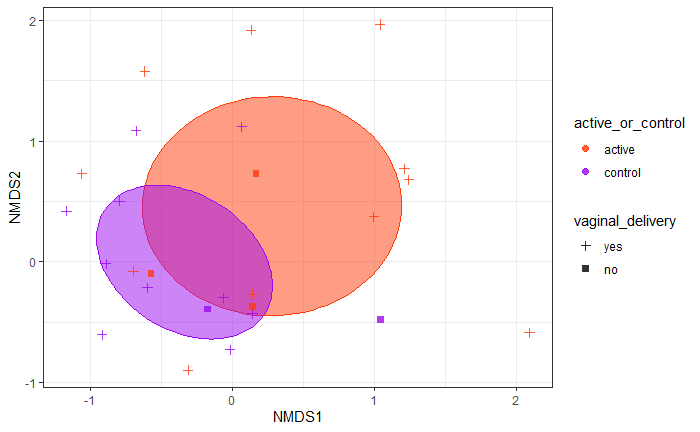 2
1
0
-1
NMDS2
-1
0
1
2
NMDS1
active_or_control
active
control
vaginal_delivery
yes
no